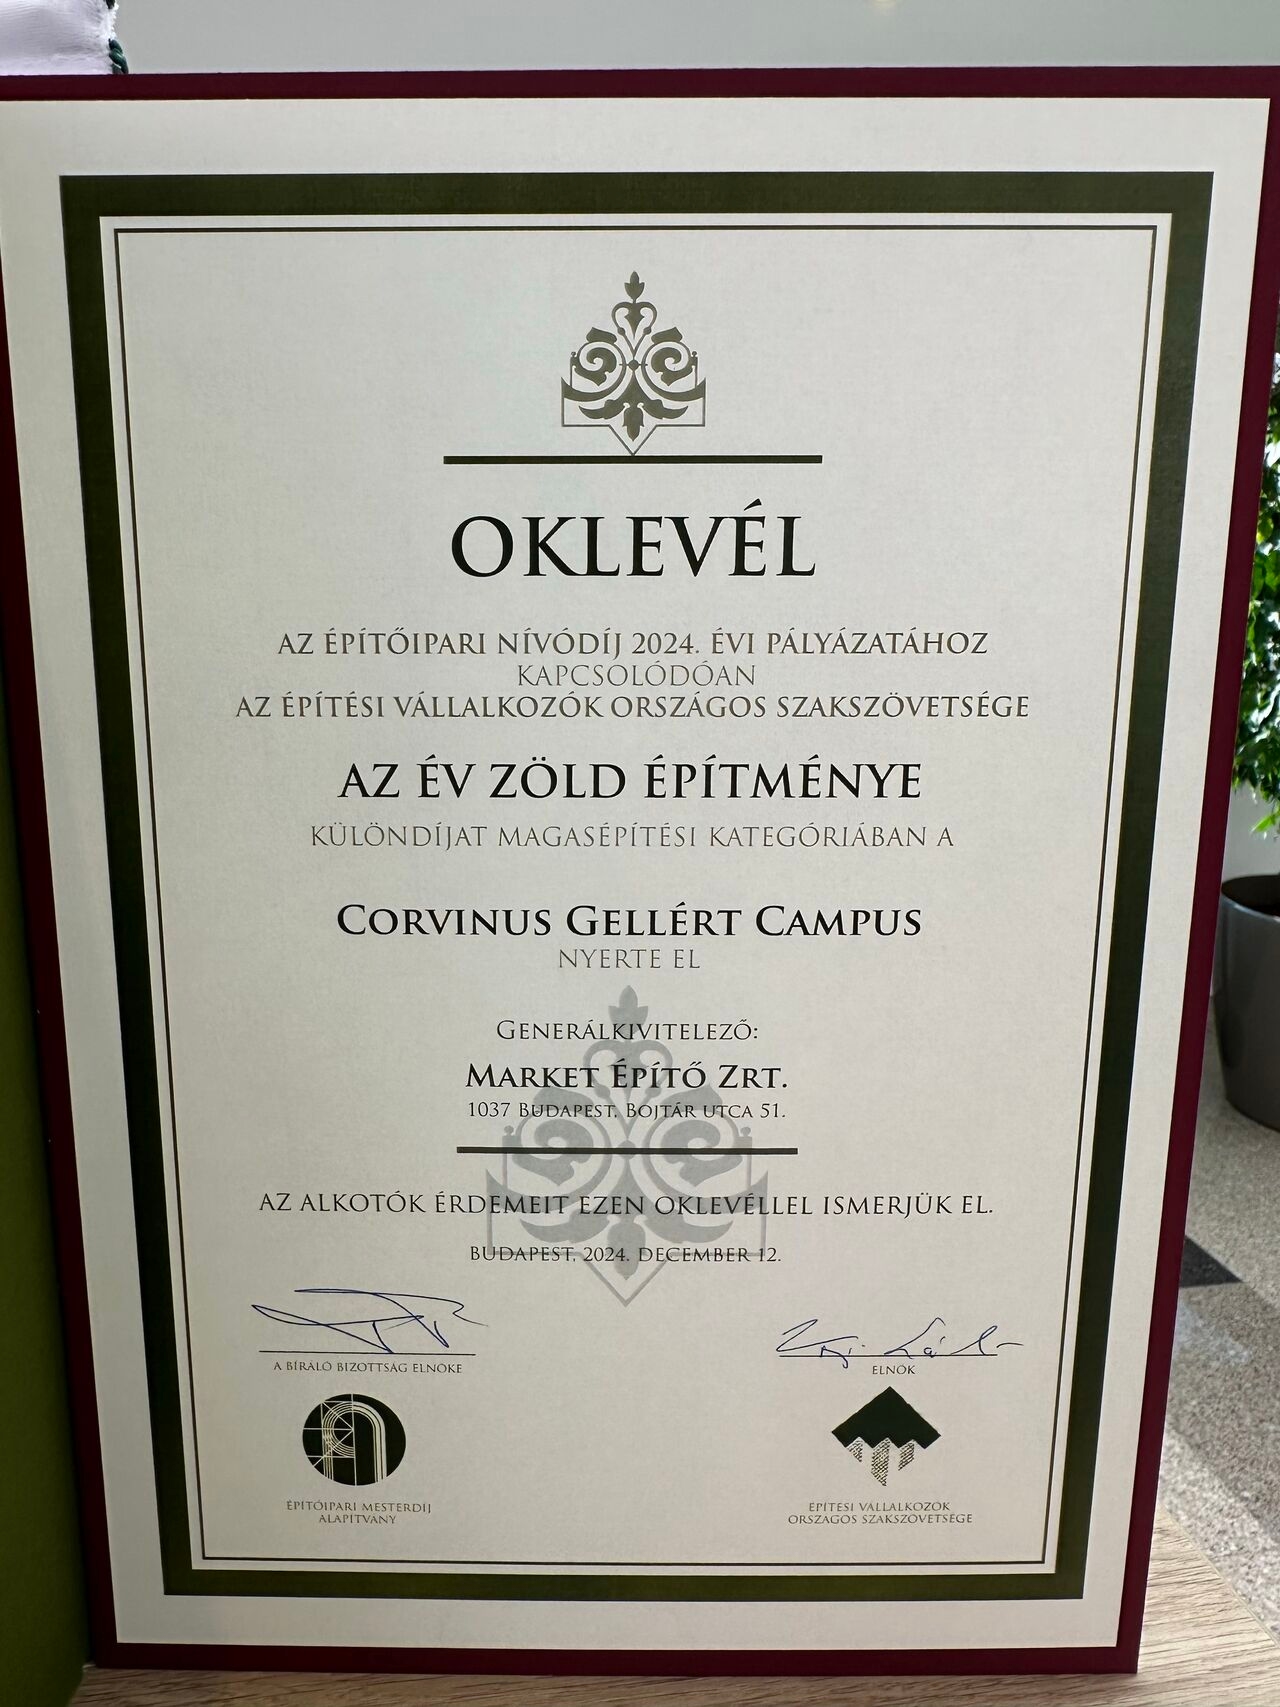 OKLEVÉL
AZ ÉPÍTŐIPARI NÍVÓDÍJ 2024. ÉVI PÁLYÁZATÁHOZ
KAPCSOLÓDÓAN
AZ ÉPÍTÉSI VÁLLALKOZÓK ORSZÁGOS SZAKSZÖVETSÉGE
AZ ÉV ZÖLD ÉPÍTMÉNYE
KÜLÖNDÍJAT MAGASÉPÍTÉSI KATEGÓRIÁBAN A
CORVINUS GELLÉRT CAMPUS
NYERTE EL
GENERÁLKIVITELEZŐ:
MARKET ÉPÍTŐ ZRT.
1037 BUDAPEST, BOJTÁR UTCA 51.
AZ ALKOTÓK ÉRDEMEIT EZEN OKLEVÉLLEL ISMERJÜK EL.
BUDAPEST, 2024. DECEMBER 12.
A BÍRÁLÓ BIZOTTSÁG ELNÖKE
ELNÖK
ÉPÍTŐIPARI MESTERDÍJ
ALAPÍTVÁNY
ÉPÍTÉSI VÁLLALKOZÓK
ORSZÁGOS SZAKSZÖVETSÉGE